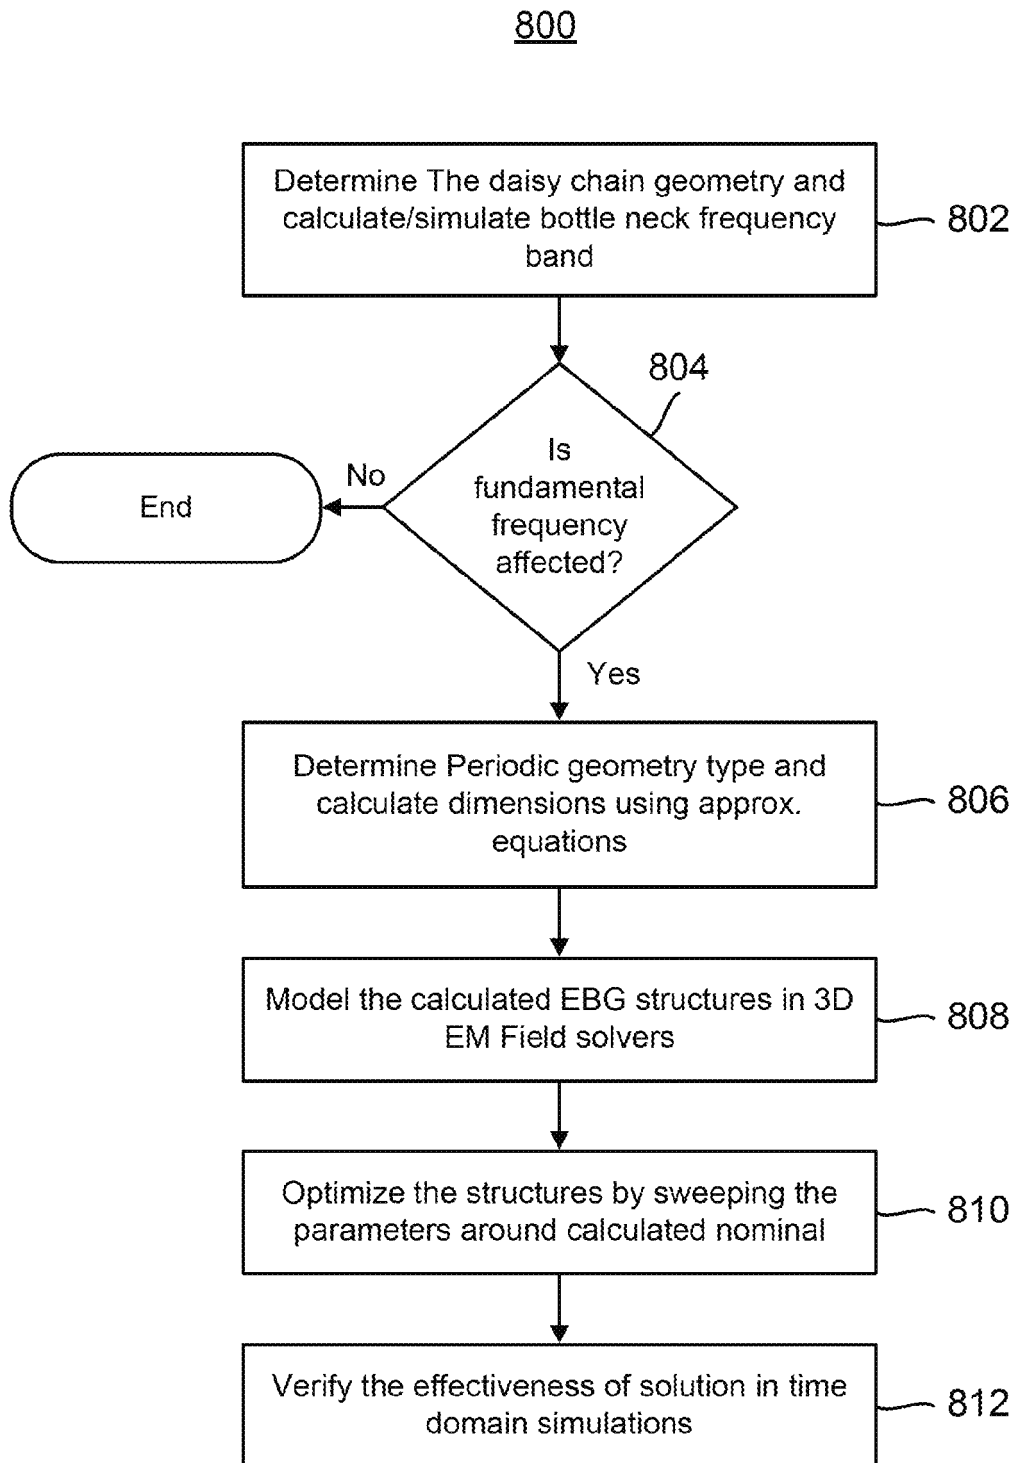 800
Determine The daisy chain geometry and
calculate/simulate bottle neck frequency
band
802
804
Is
fundamental
frequency
affected?
No
End
Yes
Determine Periodic geometry type and
calculate dimensions using approx.
equations
806
Model the calculated EBG structures in 3D
EM Field solvers
808
Optimize the structures by sweeping the
parameters around calculated nominal
810
Verify the effectiveness of solution in time
domain simulations
812